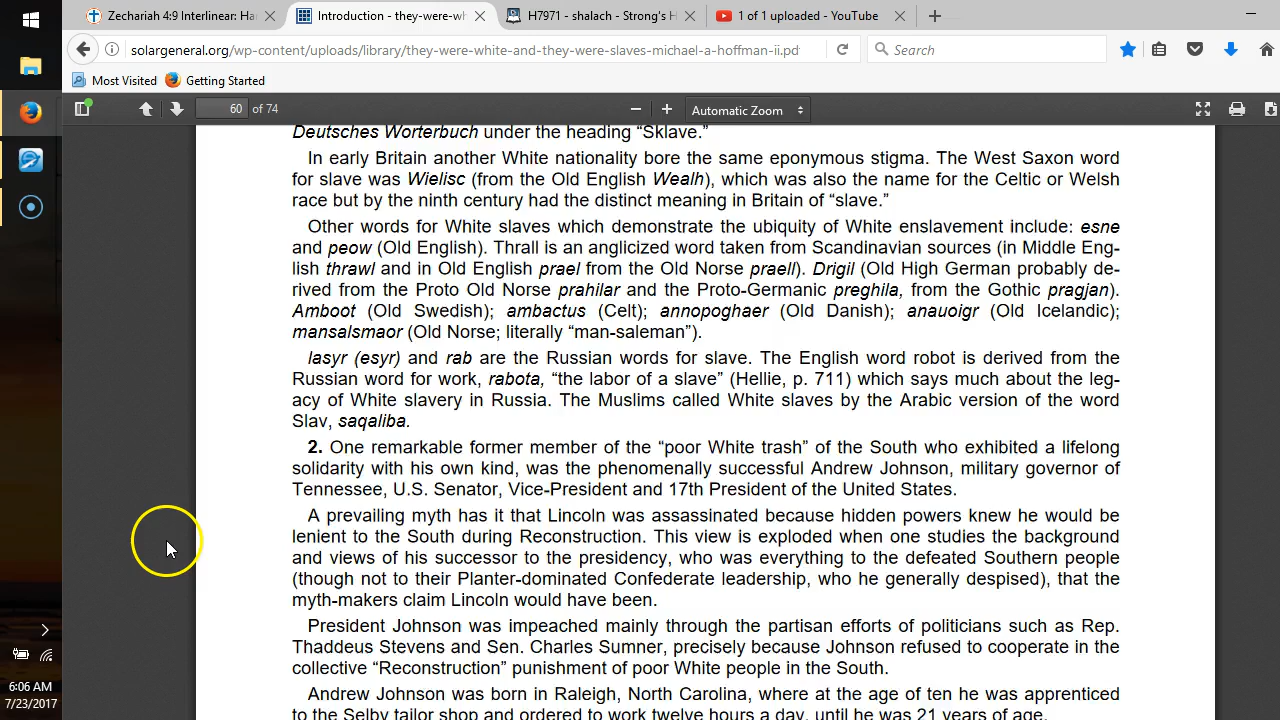 Zechariah 4:9 Interlinear: Ha
Introduction - they-were-wh
H7971 - shalach - Strong's H
1 of 1 uploaded - YouTube
solargeneral.org/wp-content/uploads/library/they-were-white-and-they-were-slaves-michael-a-hoffman-ii.pdf
Search
Most Visited
Getting Started
60 of 74
Automatic Zoom
Deutsches Worterbuch under the heading “Sklave.”
In early Britain another White nationality bore the same eponymous stigma. The West Saxon word
for slave was Wielisc (from the Old English Wealh), which was also the name for the Celtic or Welsh
race but by the ninth century had the distinct meaning in Britain of “slave.”
Other words for White slaves which demonstrate the ubiquity of White enslavement include: esne
and peow (Old English). Thrall is an anglicized word taken from Scandinavian sources (in Middle Eng-
lish thrawl and in Old English prael from the Old Norse praell). Drigil (Old High German probably de-
rived from the Proto Old Norse prahilar and the Proto-Germanic preghila, from the Gothic pragjan).
Amboot (Old Swedish); ambactus (Celt); annopoghaer (Old Danish); anauoigr (Old Icelandic);
mansalsmaor (Old Norse; literally “man-saleman”).
Iasyr (esyr) and rab are the Russian words for slave. The English word robot is derived from the
Russian word for work, rabota, “the labor of a slave” (Hellie, p. 711) which says much about the leg-
acy of White slavery in Russia. The Muslims called White slaves by the Arabic version of the word
Slav, saqaliba.
2. One remarkable former member of the “poor White trash” of the South who exhibited a lifelong
solidarity with his own kind, was the phenomenally successful Andrew Johnson, military governor of
Tennessee, U.S. Senator, Vice-President and 17th President of the United States.
A prevailing myth has it that Lincoln was assassinated because hidden powers knew he would be
lenient to the South during Reconstruction. This view is exploded when one studies the background
and views of his successor to the presidency, who was everything to the defeated Southern people
(though not to their Planter-dominated Confederate leadership, who he generally despised), that the
myth-makers claim Lincoln would have been.
President Johnson was impeached mainly through the partisan efforts of politicians such as Rep.
Thaddeus Stevens and Sen. Charles Sumner, precisely because Johnson refused to cooperate in the
collective “Reconstruction” punishment of poor White people in the South.
Andrew Johnson was born in Raleigh, North Carolina, where at the age of ten he was apprenticed
to the Selby tailor shop and ordered to work twelve hours a day, until he was 21 years of age.
6:06 AM
7/23/2017